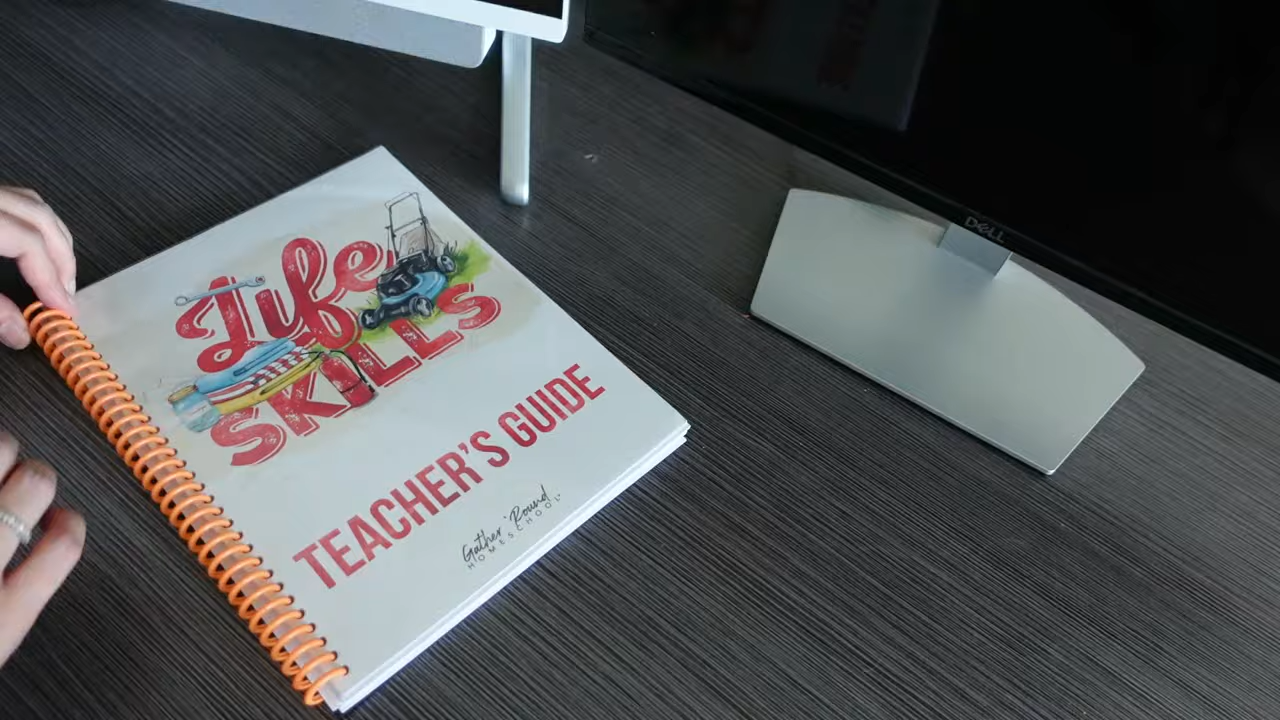 Life
SKILLS
TEACHER'S GUIDE
Gather 'Round
HOMESCHOOL
DELL